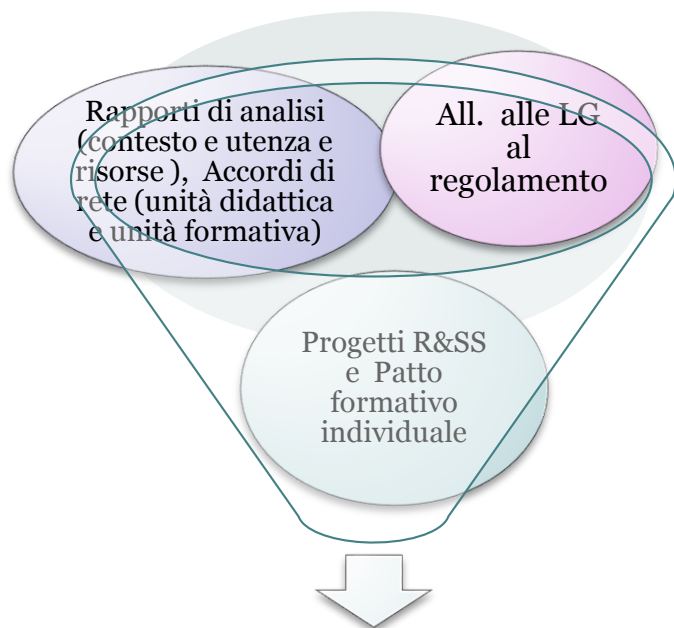 Rapporti di analisi
(contesto e utenza e
risorse ), Accordi di
rete (unità didattica
e unità formativa)
All. alle LG
al
regolamento
Progetti R&SS
e Patto
formativo
individuale